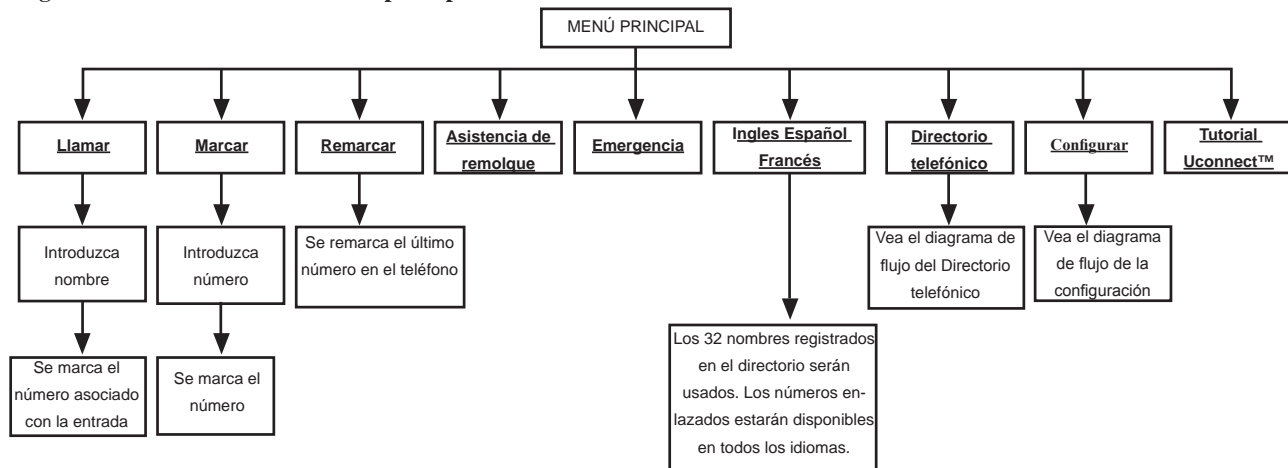 MENÚ PRINCIPAL
Llamar
Marcar
Remarcar
Asistencia de
remolque
Emergencia
Ingles Español
Francés
Directorio
telefónico
Configurar
Tutorial
Uconnect™
Introduzca
nombre
Introduzca
número
Se remarca el último
número en el teléfono
Vea el diagrama de
flujo del Directorio
telefónico
Vea el diagrama
de flujo de la
configuración
Se marca el
número asociado
con la entrada
Se marca el
número
Los 32 nombres registrados
en el directorio serán
usados. Los números en-
lazados estarán disponibles
en todos los idiomas.